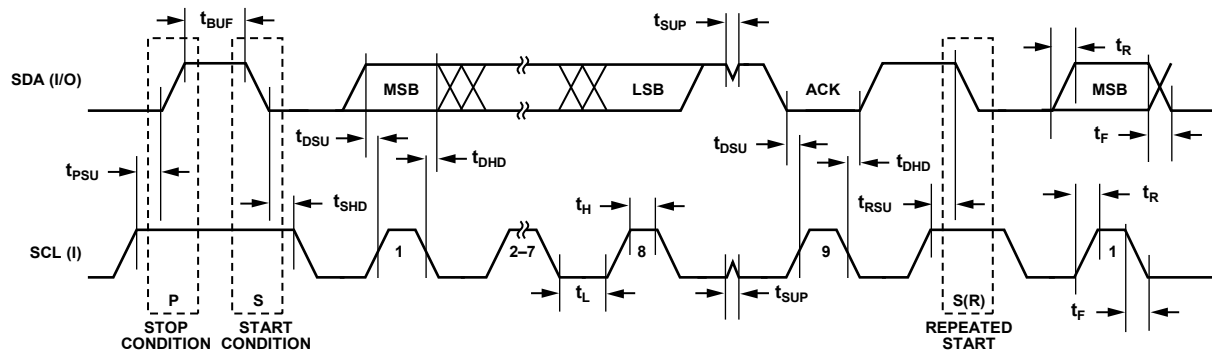 tBUF
tSUP
SDA (I/O)
MSB
LSB
ACK
tR
MSB
tDSU
tDHD
tDSU
tDHD
tF
tPSU
tSHD
tH
tRSU
tR
SCL (I)
1
2–7
8
9
1
tL
tSUP
tF
P
S
S(R)
STOP
CONDITION
START
CONDITION
REPEATED
START